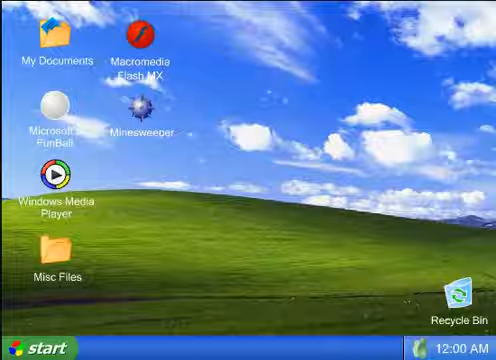 My Documents
Macromedia
Flash MX
Microsoft
FunBall
Minesweeper
Windows Media
Player
Misc Files
Recycle Bin
start
12:00 AM